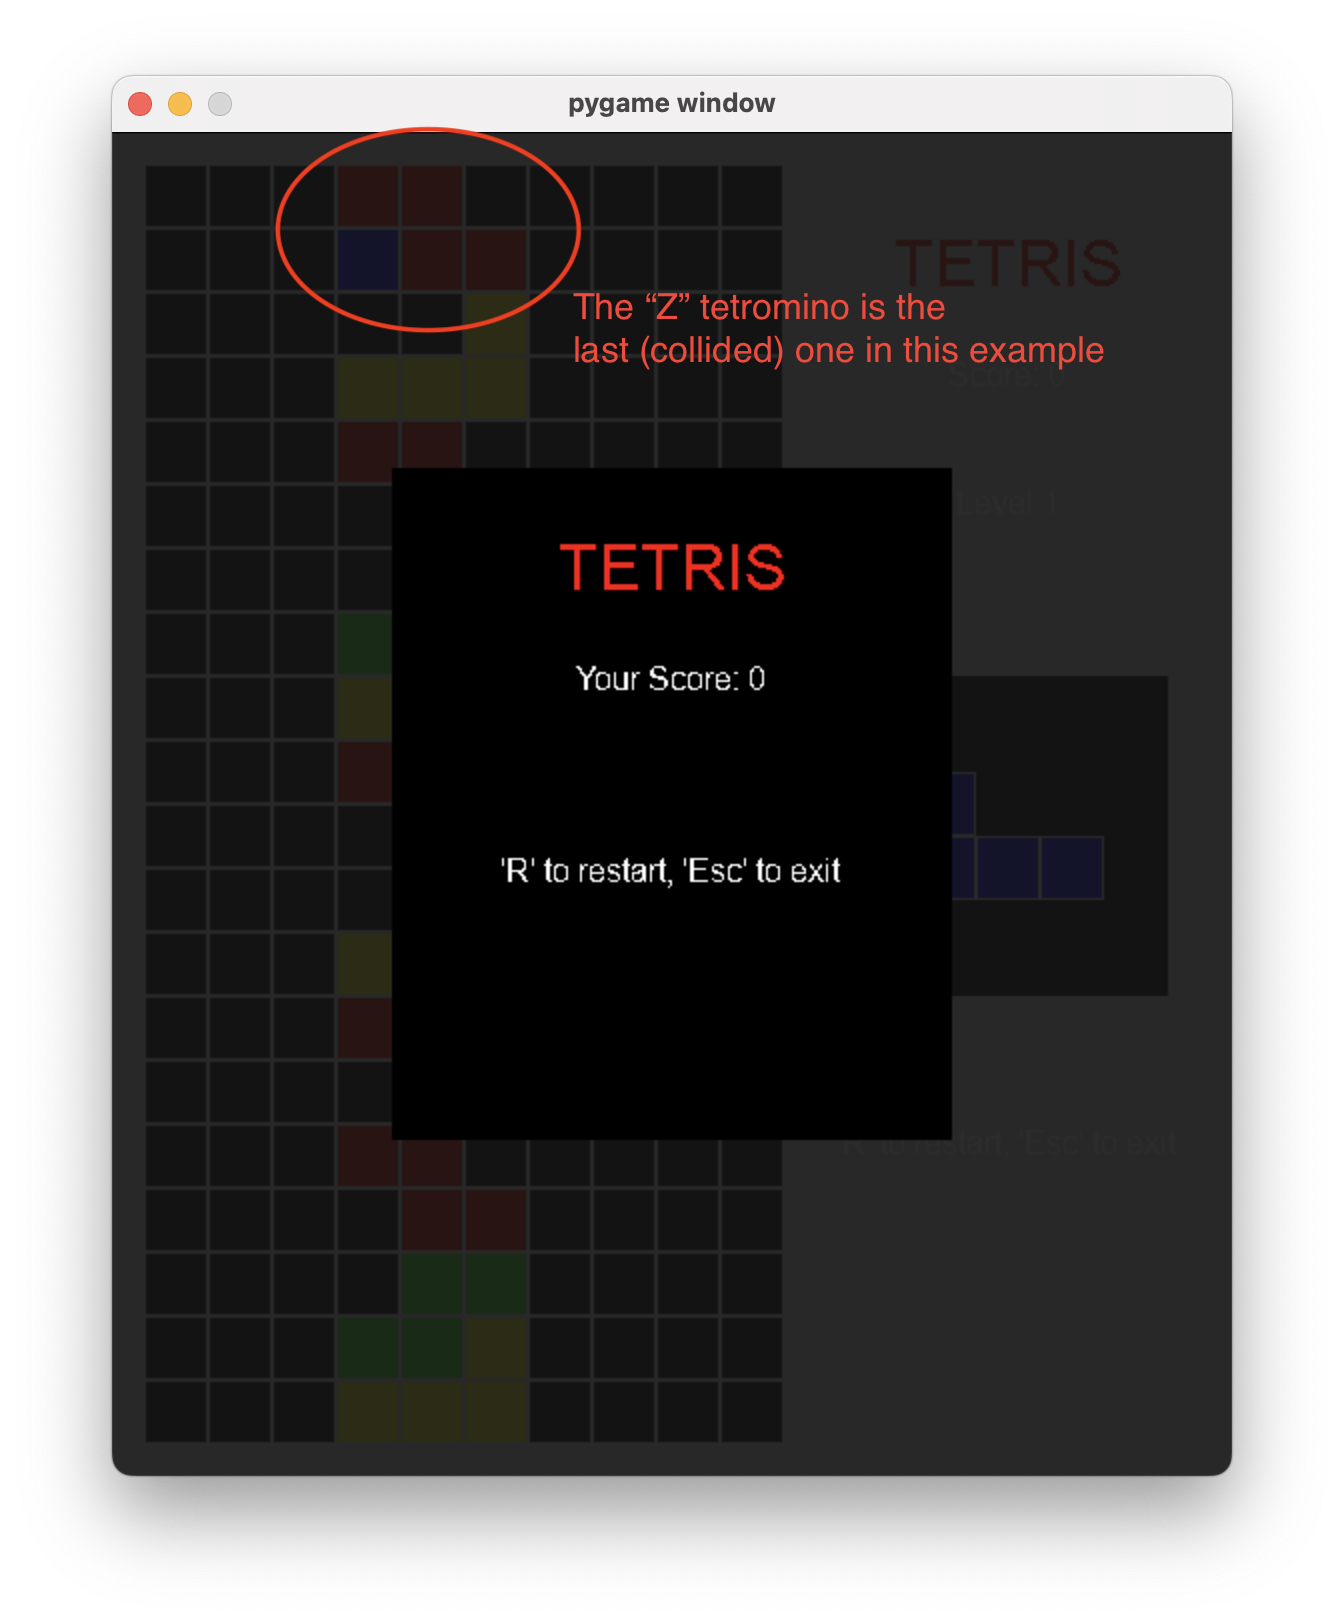 pygame window
TETRIS
The “Z” tetromino is the
last (collided) one in this example
Score: 0
Level 1
TETRIS
Your Score: 0
'R' to restart, 'Esc' to exit
'R' to restart, 'Esc' to exit